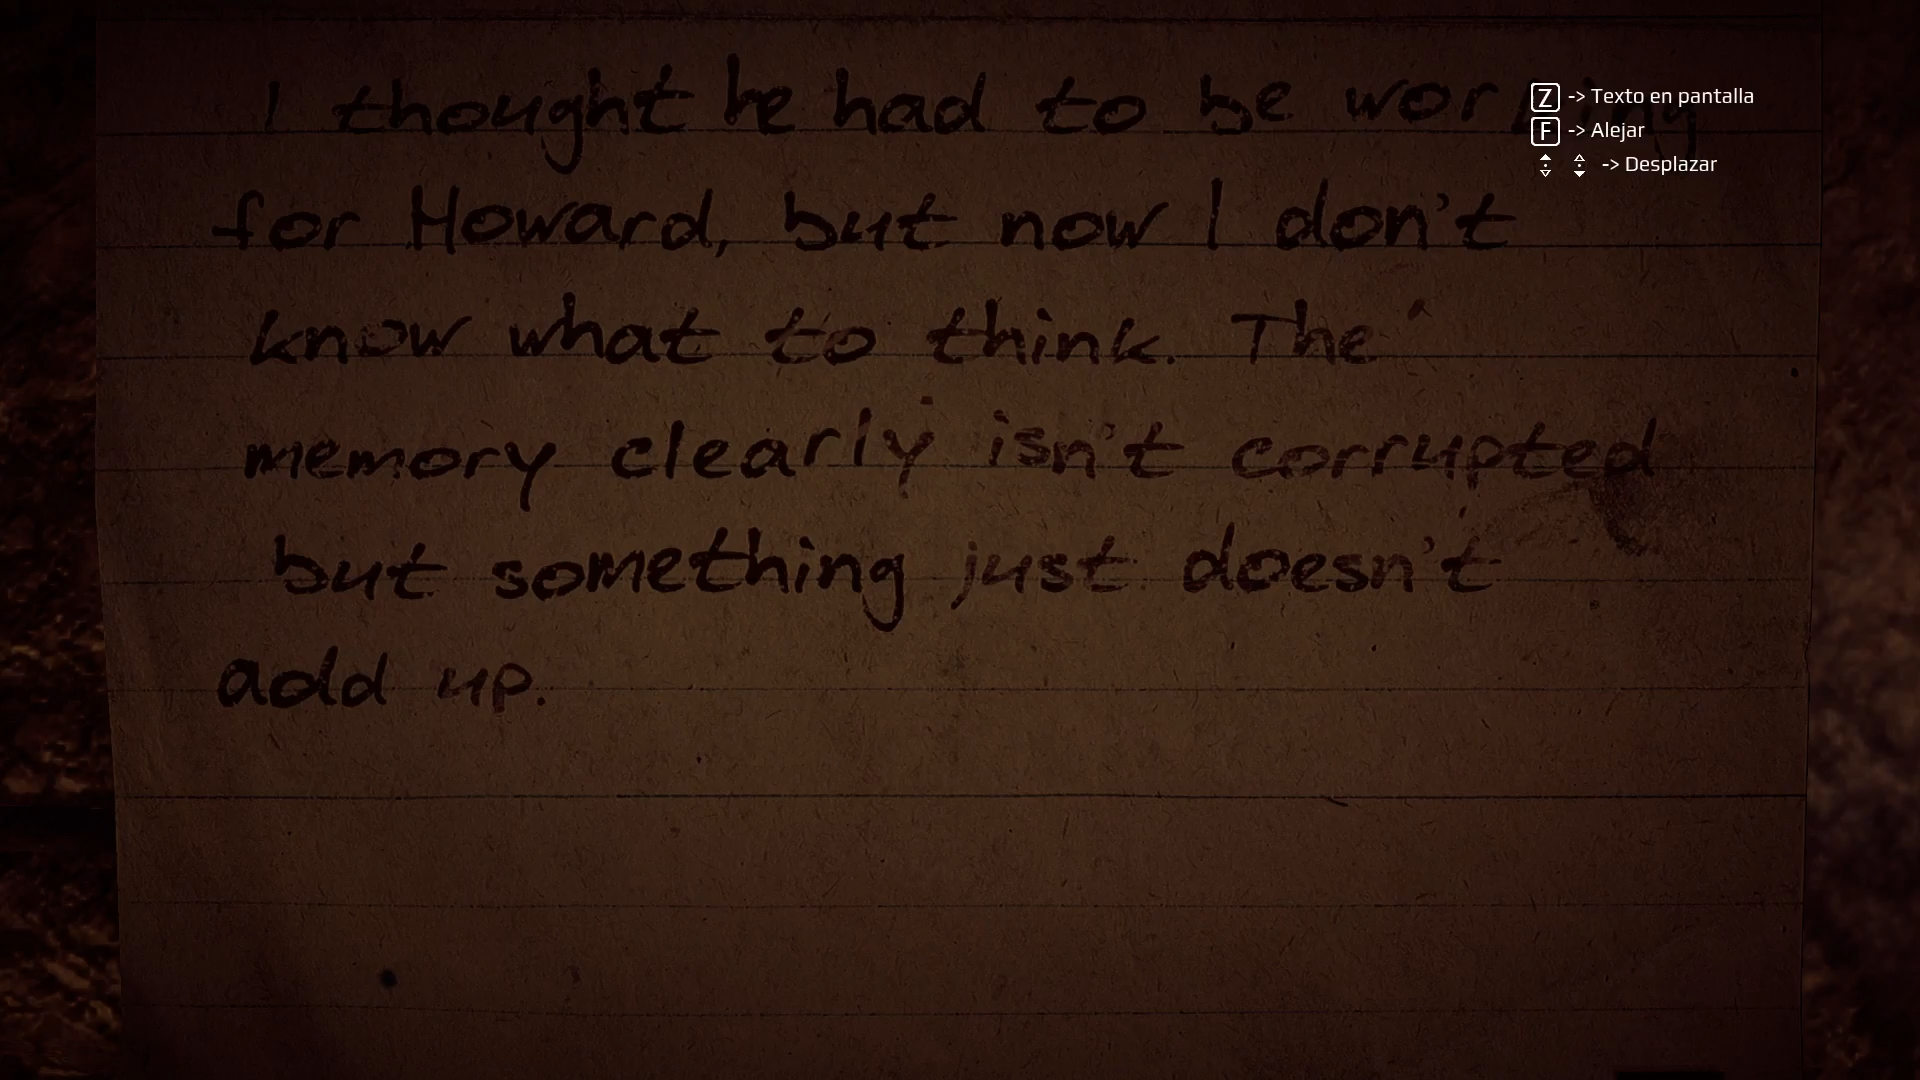 I thought he had to be working
for Howard, but now I don't
know what to think. The
memory clearly isn't corrupted
but something just doesn't
add up.
Z -> Texto en pantalla
F -> Alejar
-> Desplazar